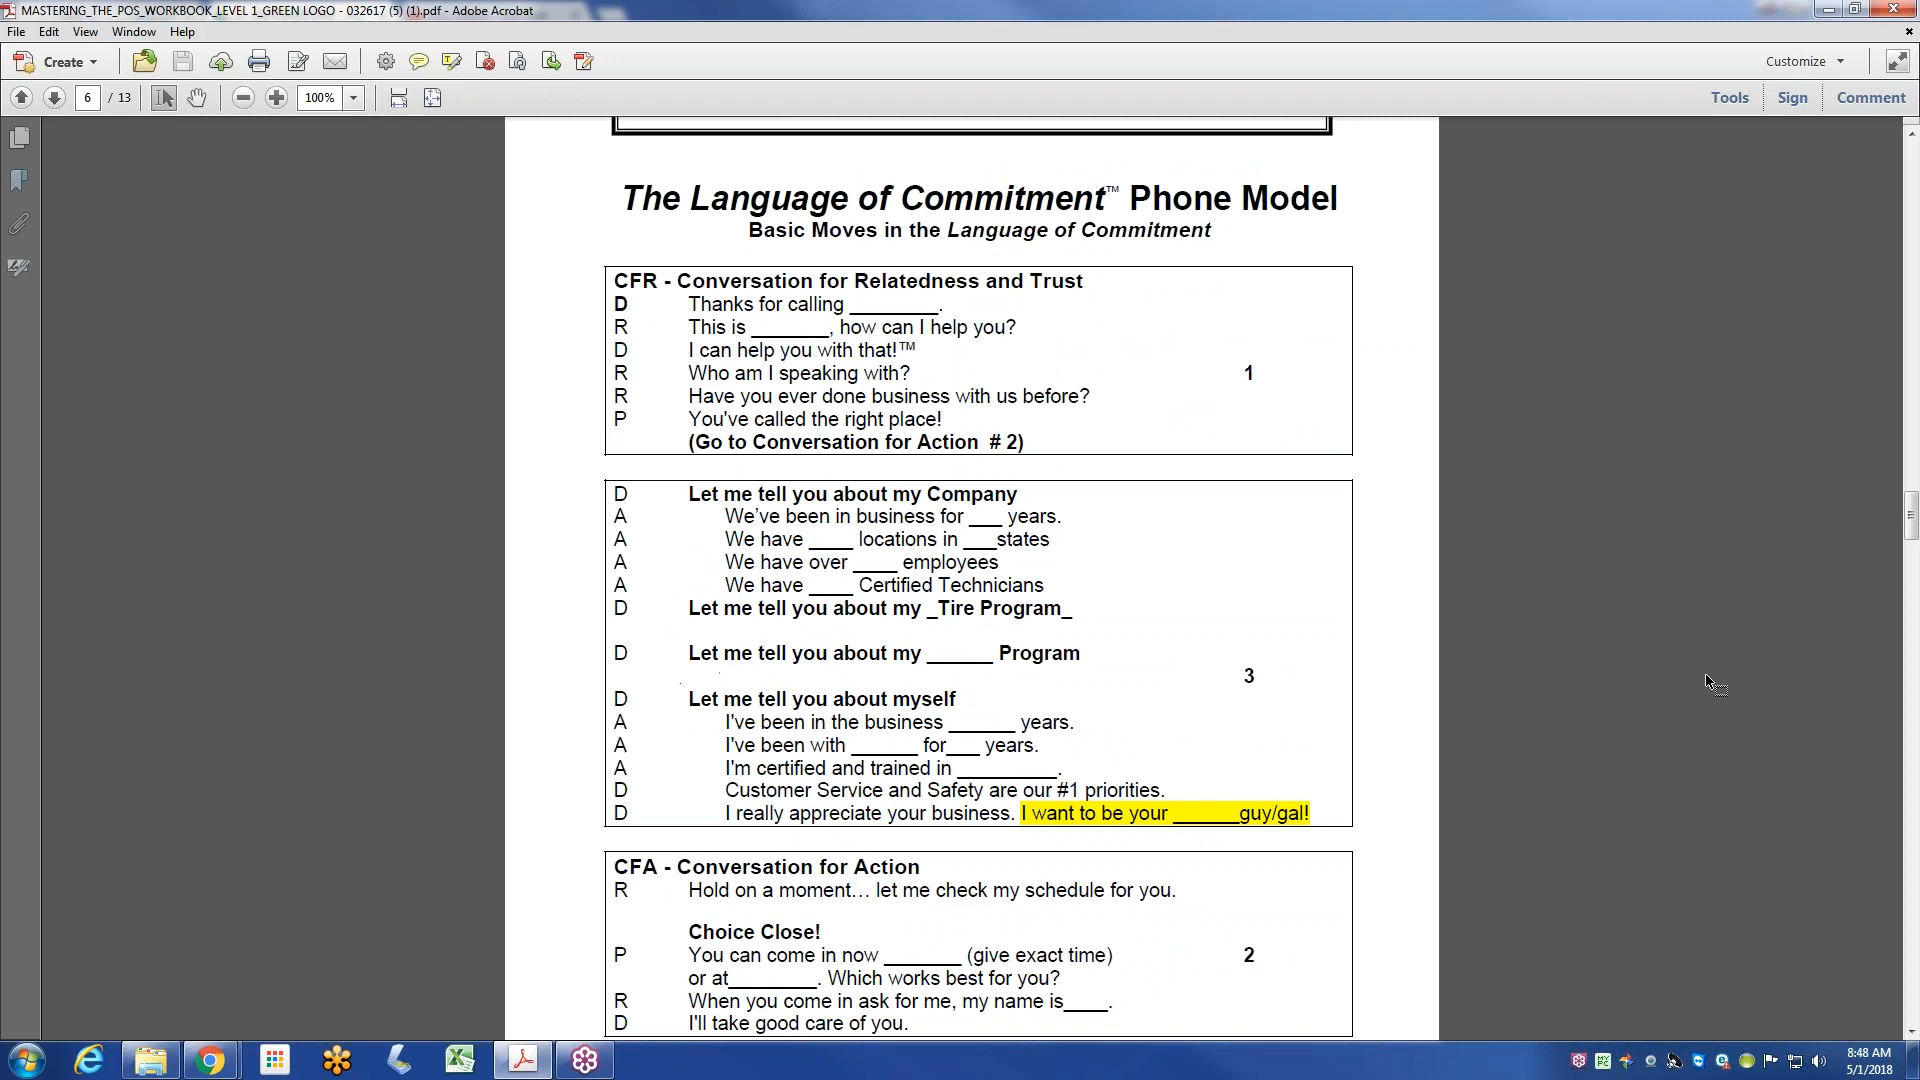 MASTERING_THE_POS_WORKBOOK_LEVEL 1_GREEN LOGO - 032617 (5) (1).pdf - Adobe Acrobat
File Edit View Window Help
Create Customize
6 / 13 100% Tools Sign Comment
The Language of Commitment™ Phone Model
Basic Moves in the Language of Commitment
CFR - Conversation for Relatedness and Trust
D Thanks for calling ________.
R This is _______, how can I help you?
D I can help you with that!™
R Who am I speaking with? 1
R Have you ever done business with us before?
P You've called the right place!
(Go to Conversation for Action # 2)
D Let me tell you about my Company
A We’ve been in business for ___ years.
A We have ____ locations in ___states
A We have over ____ employees
A We have ____ Certified Technicians
D Let me tell you about my _Tire Program_
D Let me tell you about my ______ Program
3
D Let me tell you about myself
A I've been in the business ______ years.
A I've been with ______ for___ years.
A I'm certified and trained in _________.
D Customer Service and Safety are our #1 priorities.
D I really appreciate your business. I want to be your ______guy/gal!
CFA - Conversation for Action
R Hold on a moment… let me check my schedule for you.
Choice Close!
P You can come in now _______ (give exact time) 2
or at________. Which works best for you?
R When you come in ask for me, my name is____.
D I'll take good care of you.
8:48 AM
5/1/2018